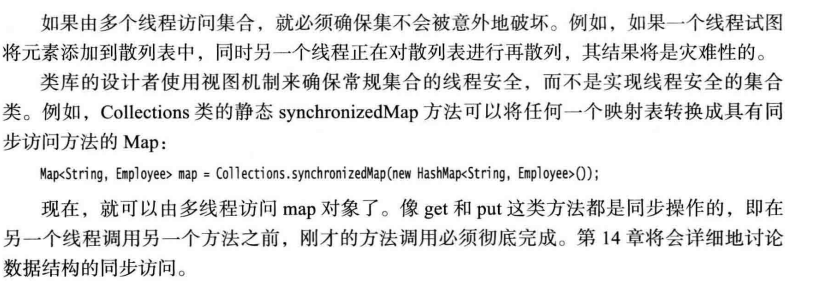 如果由多个线程访问集合，就必须确保集不会被意外地破坏。例如，如果一个线程试图
将元素添加到散列表中，同时另一个线程正在对散列表进行再散列，其结果将是灾难性的。
类库的设计者使用视图机制来确保常规集合的线程安全，而不是实现线程安全的集合
类。例如，Collections 类的静态 synchronizedMap 方法可以将任何一个映射表转换成具有同
步访问方法的 Map：
Map<String, Employee> map = Collections.synchronizedMap(new HashMap<String, Employee>());
现在，就可以由多线程访问 map 对象了。像 get 和 put 这类方法都是同步操作的，即在
另一个线程调用另一个方法之前，刚才的方法调用必须彻底完成。第 14 章将会详细地讨论
数据结构的同步访问。